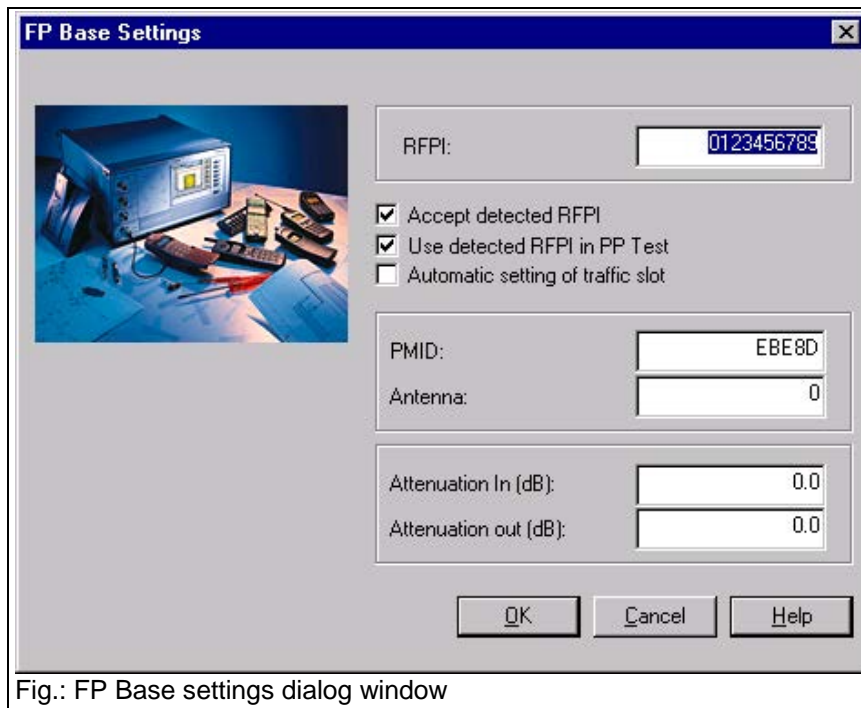 FP Base Settings
RFPI: 0123456789
Accept detected RFPI
Use detected RFPI in PP Test
Automatic setting of traffic slot
PMID: EBE8D
Antenna: 0
Attenuation In (dB): 0.0
Attenuation out (dB): 0.0
OK Cancel Help
Fig.: FP Base settings dialog window